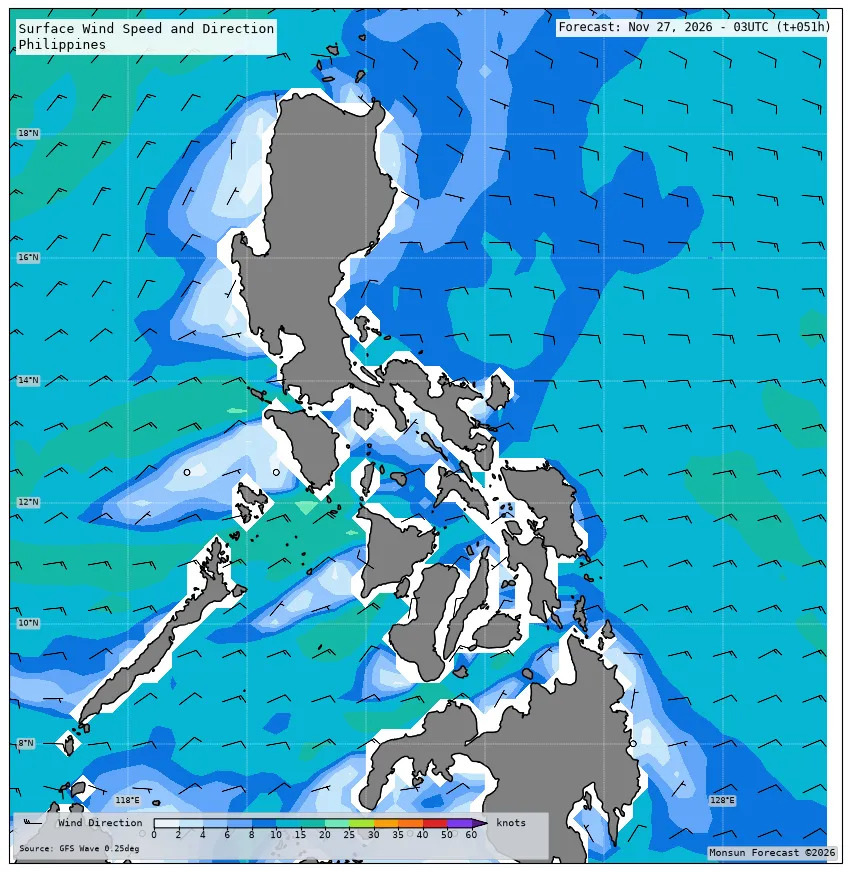 Surface Wind Speed and Direction
Philippines
Forecast: Nov 27, 2026 - 03UTC (t+051h)
18°N
16°N
14°N
12°N
10°N
8°N
118°E
128°E
Wind Direction
knots
0 2 4 6 8 10 15 20 25 30 35 40 50 60
Source: GFS Wave 0.25deg
Monsun Forecast ©2026